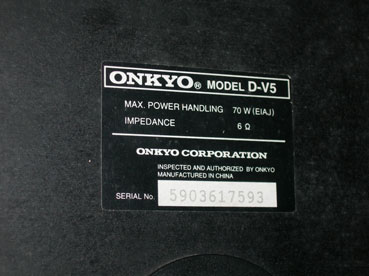 ONKYO® MODEL D-V5
MAX. POWER HANDLING 70 W (EIAJ)
IMPEDANCE 6 Ω
ONKYO CORPORATION
INSPECTED AND AUTHORIZED BY ONKYO
MANUFACTURED IN CHINA
SERIAL No. 5903617593